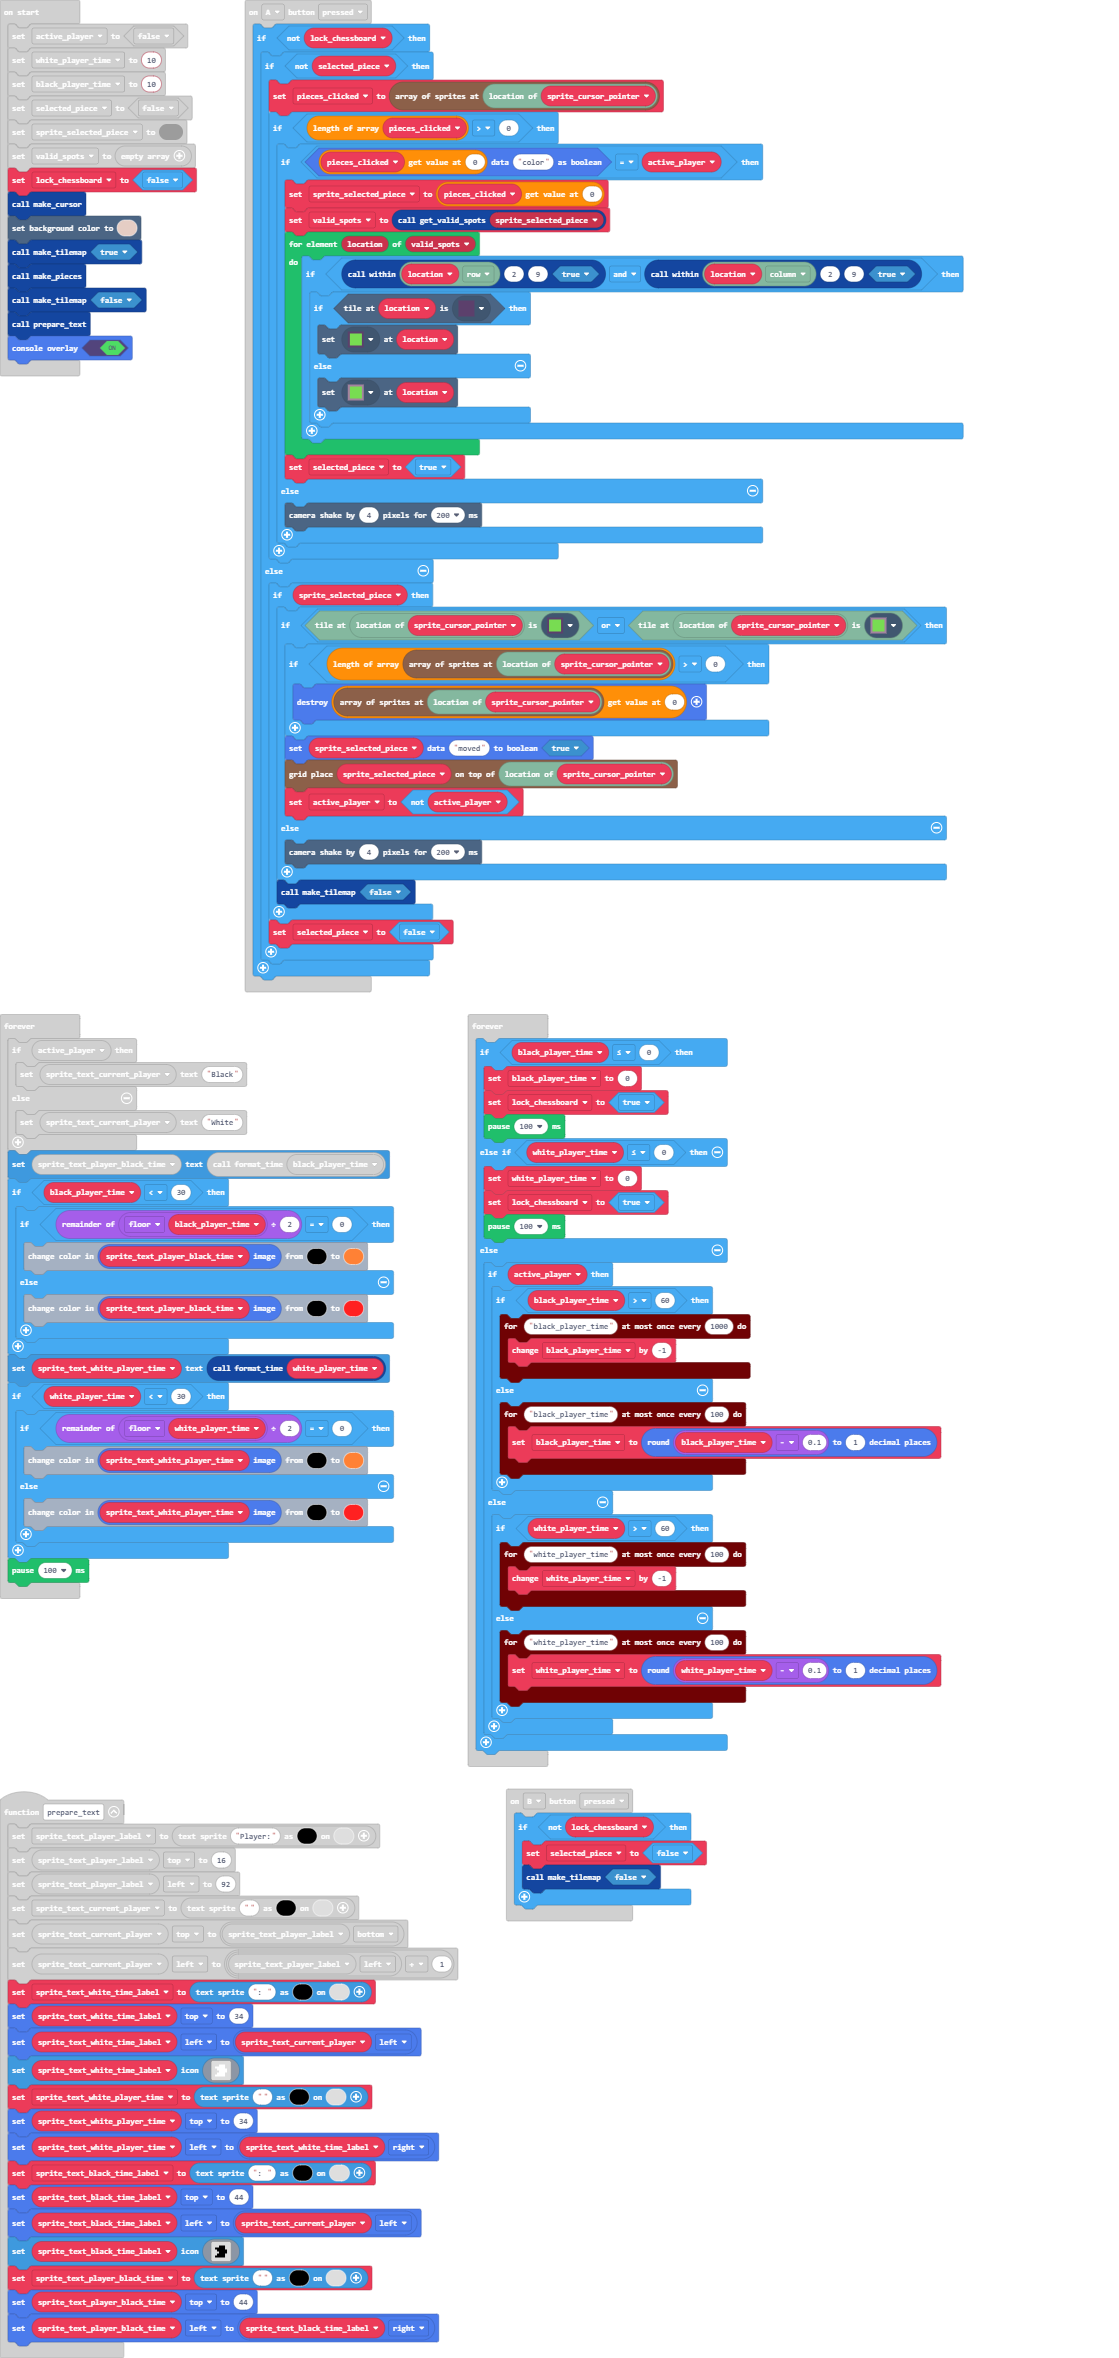 on start
set active_player to false
set white_player_time to 10
set black_player_time to 10
set selected_piece to false
set sprite_selected_piece to
set valid_spots to empty array
set lock_chessboard to false
call make_cursor
set background color to
call make_tilemap true
call make_pieces
call make_tilemap false
call prepare_text
console overlay ON
on A button pressed
if not lock_chessboard then
if not selected_piece then
set pieces_clicked to array of sprites at location of sprite_cursor_pointer
if length of array pieces_clicked > 0 then
if pieces_clicked get value at 0 data "color" as boolean = active_player then
set sprite_selected_piece to pieces_clicked get value at 0
set valid_spots to call get_valid_spots sprite_selected_piece
for element location of valid_spots
do
if call within location row 2 9 true and call within location column 2 9 true then
if tile at location is then
set at location
else
set at location
set selected_piece to true
else
camera shake by 4 pixels for 200 ms
else
if sprite_selected_piece then
if tile at location of sprite_cursor_pointer is or tile at location of sprite_cursor_pointer is then
if length of array array of sprites at location of sprite_cursor_pointer > 0 then
destroy array of sprites at location of sprite_cursor_pointer get value at 0
set sprite_selected_piece data "moved" to boolean true
grid place sprite_selected_piece on top of location of sprite_cursor_pointer
set active_player to not active_player
else
camera shake by 4 pixels for 200 ms
call make_tilemap false
set selected_piece to false
forever
if active_player then
set sprite_text_current_player text "Black"
else
set sprite_text_current_player text "White"
set sprite_text_player_black_time text call format_time black_player_time
if black_player_time < 30 then
if remainder of floor black_player_time ÷ 2 = 0 then
change color in sprite_text_player_black_time image from to
else
change color in sprite_text_player_black_time image from to
set sprite_text_white_player_time text call format_time white_player_time
if white_player_time < 30 then
if remainder of floor white_player_time ÷ 2 = 0 then
change color in sprite_text_white_player_time image from to
else
change color in sprite_text_white_player_time image from to
pause 100 ms
forever
if black_player_time ≤ 0 then
set black_player_time to 0
set lock_chessboard to true
pause 100 ms
else if white_player_time ≤ 0 then
set white_player_time to 0
set lock_chessboard to true
pause 100 ms
else
if active_player then
if black_player_time > 60 then
for "black_player_time" at most once every 1000 do
change black_player_time by -1
else
for "black_player_time" at most once every 100 do
set black_player_time to round black_player_time - 0.1 to 1 decimal places
else
if white_player_time > 60 then
for "white_player_time" at most once every 100 do
change white_player_time by -1
else
for "white_player_time" at most once every 100 do
set white_player_time to round white_player_time - 0.1 to 1 decimal places
function prepare_text
set sprite_text_player_label to text sprite "Player:" as on
set sprite_text_player_label top to 16
set sprite_text_player_label left to 92
set sprite_text_current_player to text sprite "" as on
set sprite_text_current_player top to sprite_text_player_label bottom
set sprite_text_current_player left to sprite_text_player_label left + 1
set sprite_text_white_time_label to text sprite ": " as on
set sprite_text_white_time_label top to 34
set sprite_text_white_time_label left to sprite_text_current_player left
set sprite_text_white_time_label icon
set sprite_text_white_player_time to text sprite "" as on
set sprite_text_white_player_time top to 34
set sprite_text_white_player_time left to sprite_text_white_time_label right
set sprite_text_black_time_label to text sprite ": " as on
set sprite_text_black_time_label top to 44
set sprite_text_black_time_label left to sprite_text_current_player left
set sprite_text_black_time_label icon
set sprite_text_player_black_time to text sprite "" as on
set sprite_text_player_black_time top to 44
set sprite_text_player_black_time left to sprite_text_black_time_label right
on B button pressed
if not lock_chessboard then
set selected_piece to false
call make_tilemap false